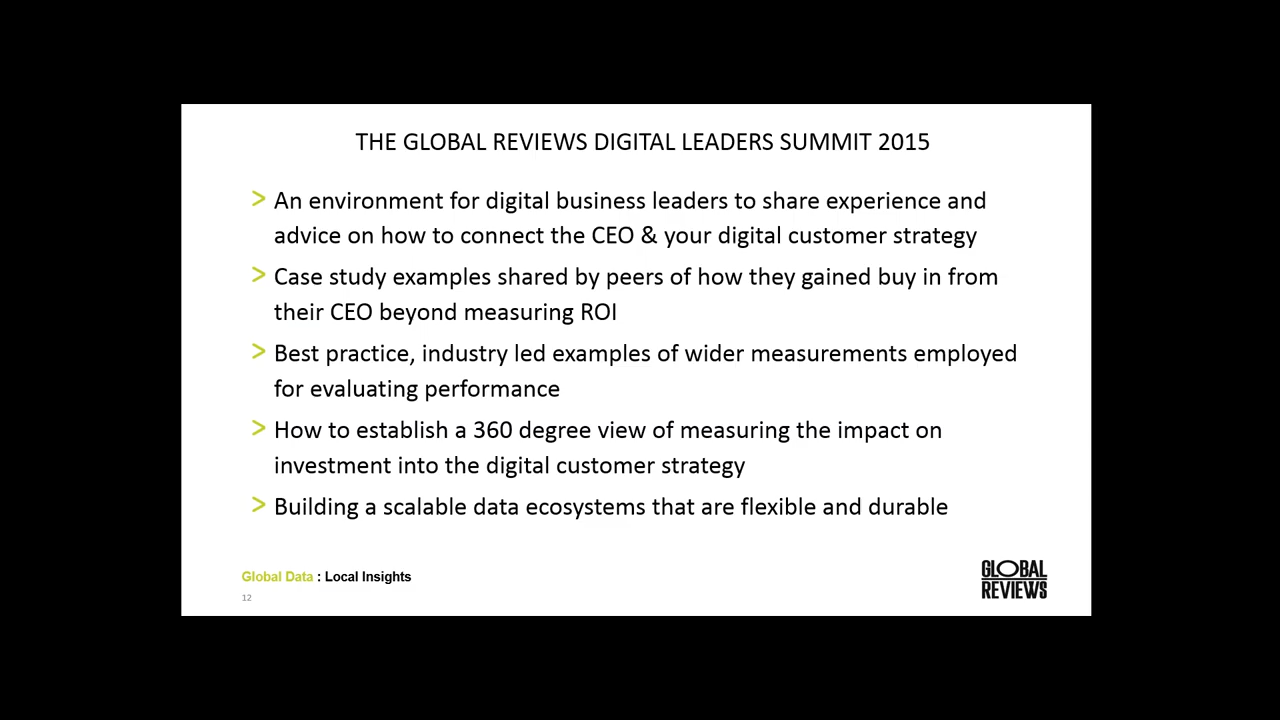 THE GLOBAL REVIEWS DIGITAL LEADERS SUMMIT 2015
> An environment for digital business leaders to share experience and
advice on how to connect the CEO & your digital customer strategy
> Case study examples shared by peers of how they gained buy in from
their CEO beyond measuring ROI
> Best practice, industry led examples of wider measurements employed
for evaluating performance
> How to establish a 360 degree view of measuring the impact on
investment into the digital customer strategy
> Building a scalable data ecosystems that are flexible and durable
Global Data : Local Insights
12
GLOBAL
REVIEWS